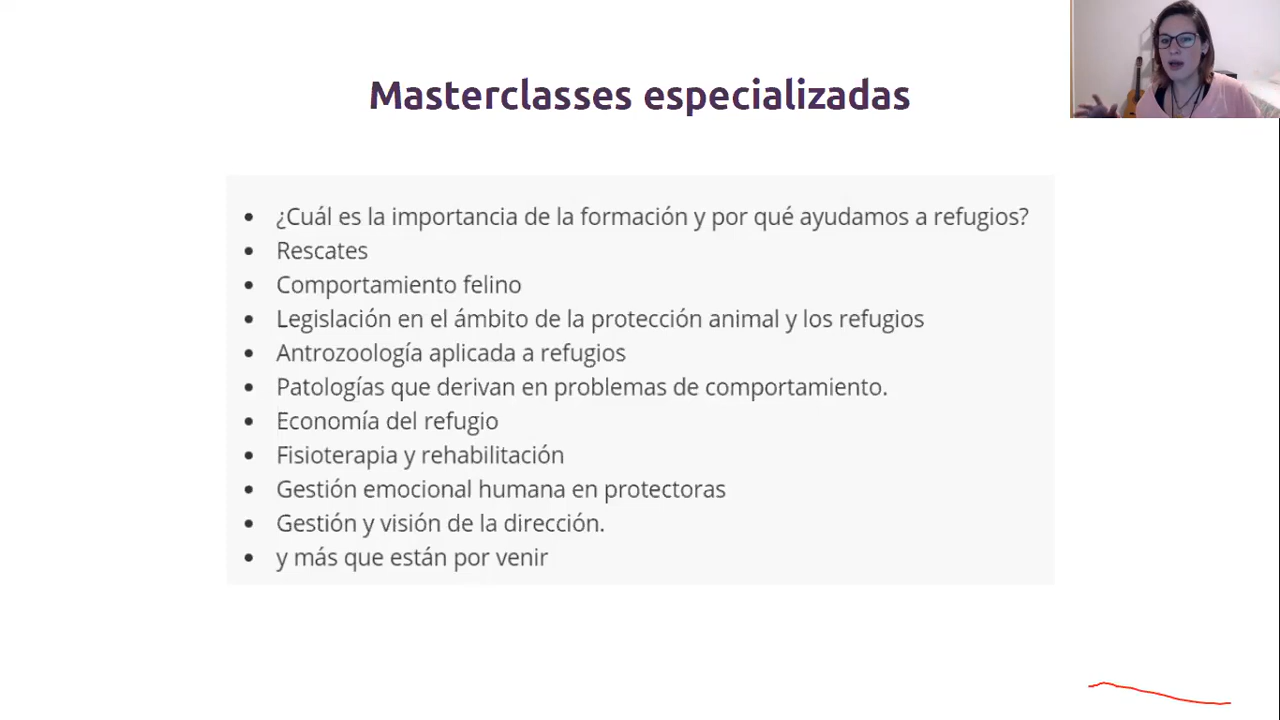 Masterclasses especializadas
• ¿Cuál es la importancia de la formación y por qué ayudamos a refugios?
• Rescates
• Comportamiento felino
• Legislación en el ámbito de la protección animal y los refugios
• Antrozoología aplicada a refugios
• Patologías que derivan en problemas de comportamiento.
• Economía del refugio
• Fisioterapia y rehabilitación
• Gestión emocional humana en protectoras
• Gestión y visión de la dirección.
• y más que están por venir